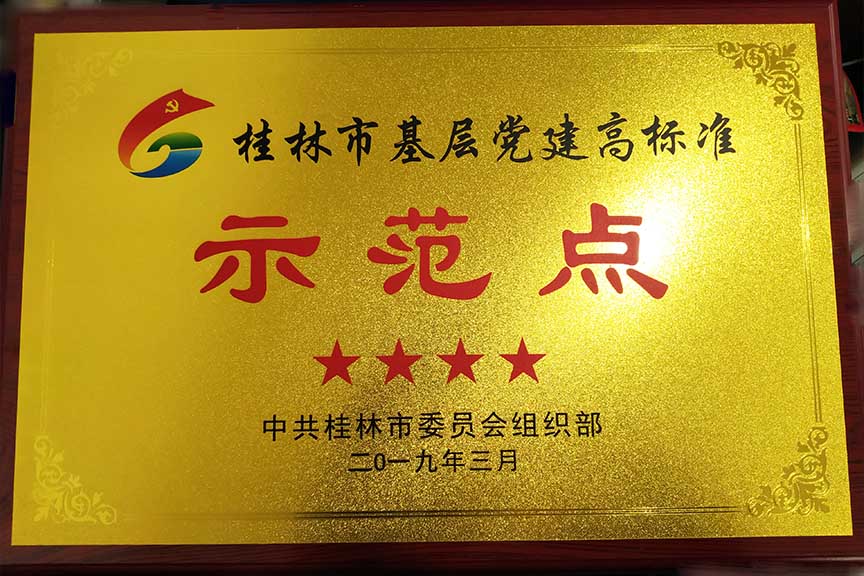 桂林市基层党建高标准
示范点
中共桂林市委员会组织部
二0一九年三月